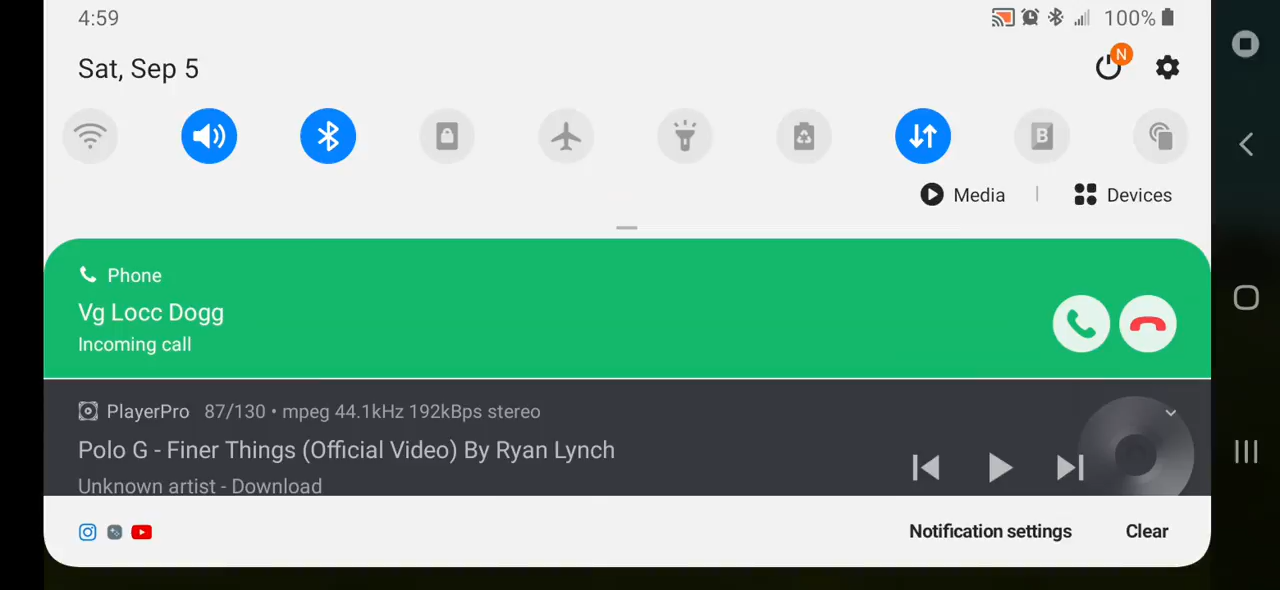 4:59
100%
Sat, Sep 5
N
B
Media
Devices
Phone
Vg Locc Dogg
Incoming call
PlayerPro 87/130 • mpeg 44.1kHz 192kBps stereo
Polo G - Finer Things (Official Video) By Ryan Lynch
Unknown artist - Download
Notification settings
Clear